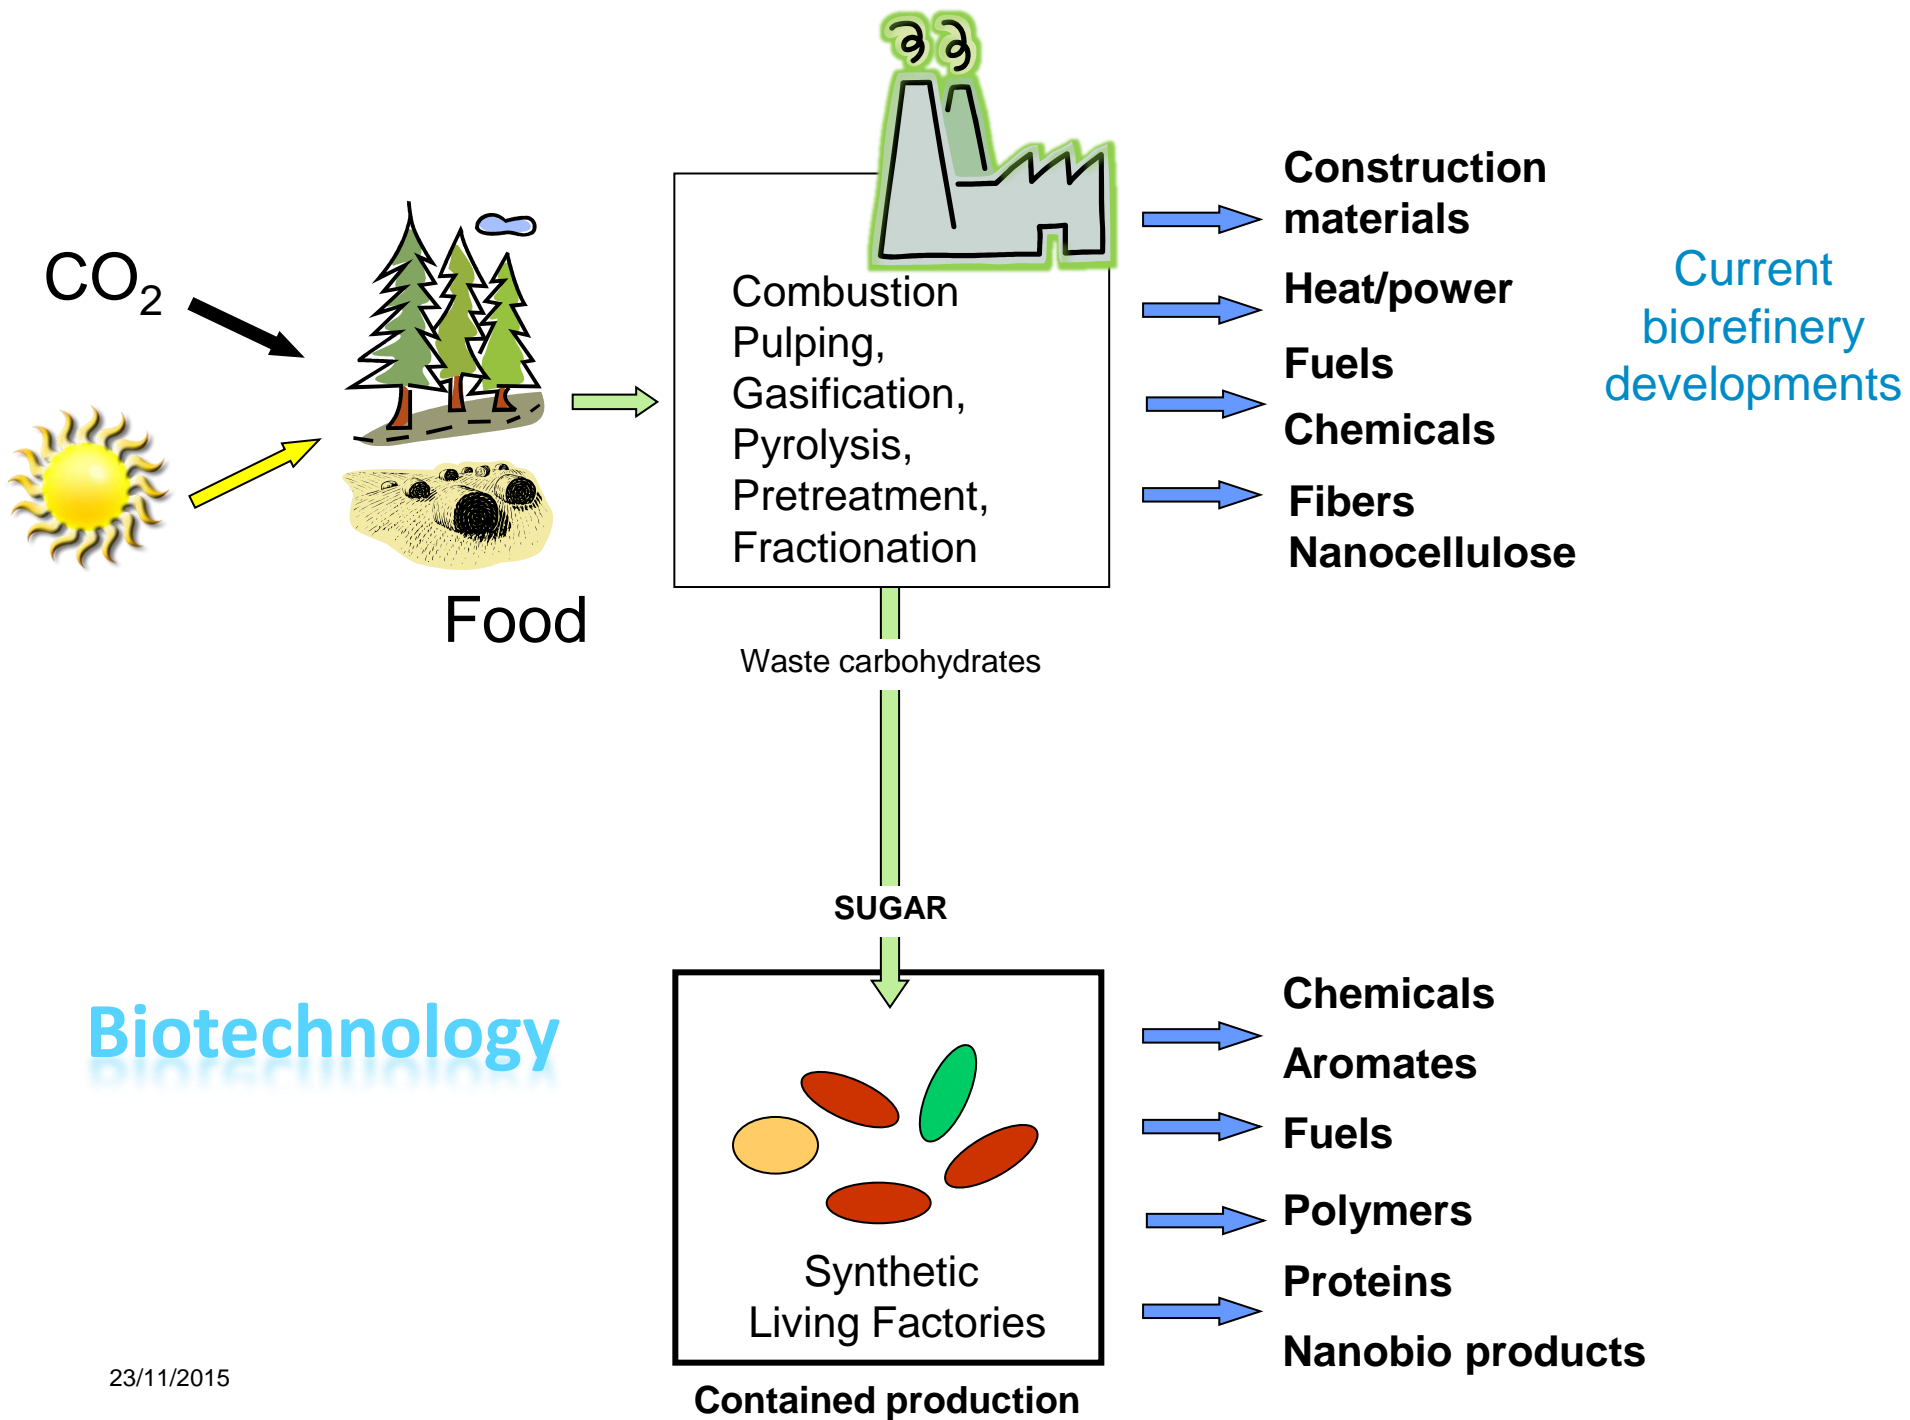 CO₂
Food
Combustion
Pulping,
Gasification,
Pyrolysis,
Pretreatment,
Fractionation
Construction
materials
Heat/power
Fuels
Chemicals
Fibers
Nanocellulose
Current
biorefinery
developments
Waste carbohydrates
SUGAR
Biotechnology
Synthetic
Living Factories
Contained production
Chemicals
Aromates
Fuels
Polymers
Proteins
Nanobio products
23/11/2015